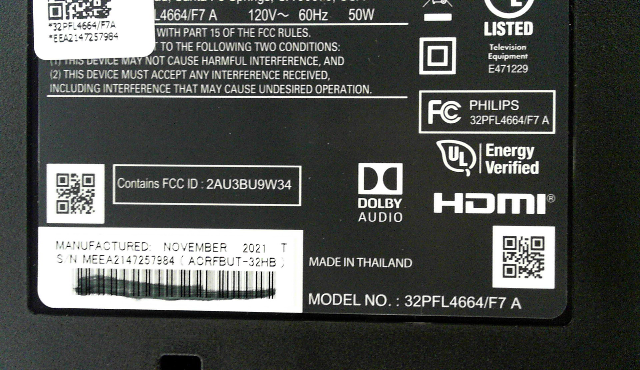 *32PFL4664/F7A
*EEA2147257984
L4664/F7 A 120V~ 60Hz 50W
WITH PART 15 OF THE FCC RULES.
T TO THE FOLLOWING TWO CONDITIONS:
(1) THIS DEVICE MAY NOT CAUSE HARMFUL INTERFERENCE, AND
(2) THIS DEVICE MUST ACCEPT ANY INTERFERENCE RECEIVED,
INCLUDING INTERFERENCE THAT MAY CAUSE UNDESIRED OPERATION.
UL
LISTED
Television
Equipment
E471229
FC PHILIPS
32PFL4664/F7 A
UL Energy
Verified
Contains FCC ID : 2AU3BU9W34
DOLBY
AUDIO
HDMI®
MANUFACTURED: NOVEMBER 2021 T
S/N MEEA2147257984 ( ACRFBUT-32HB )
MADE IN THAILAND
MODEL NO. : 32PFL4664/F7 A